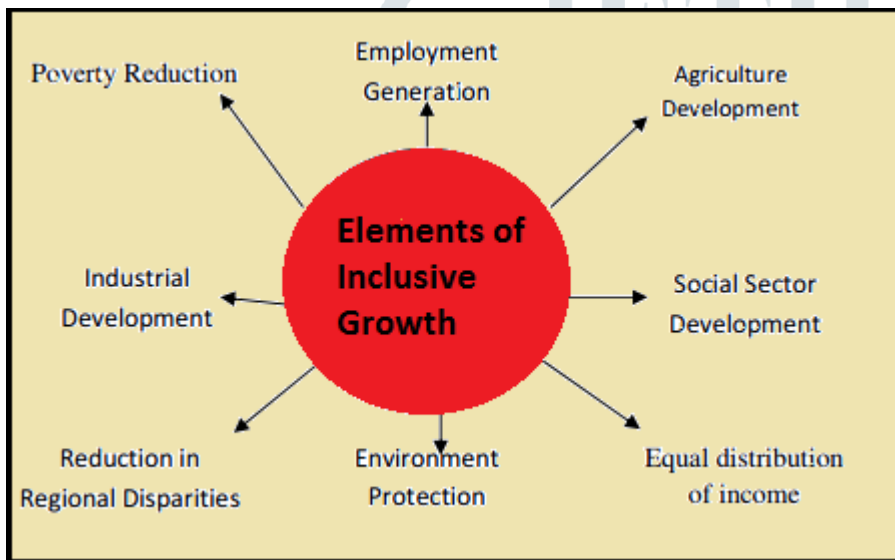 Poverty Reduction
Employment
Generation
Agriculture
Development
Elements of
Inclusive
Growth
Industrial
Development
Social Sector
Development
Reduction in
Regional Disparities
Environment
Protection
Equal distribution
of income